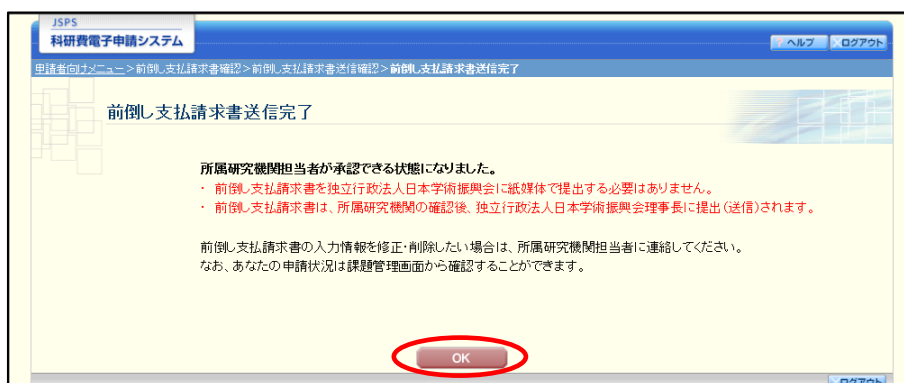 JSPS
科研費電子申請システム
? ヘルプ
ログアウト
申請者向けメニュー>前倒し支払請求書確認>前倒し支払請求書送信確認>前倒し支払請求書送信完了
前倒し支払請求書送信完了
所属研究機関担当者が承認できる状態になりました。
・ 前倒し支払請求書を独立行政法人日本学術振興会に紙媒体で提出する必要はありません。
・ 前倒し支払請求書は、所属研究機関の確認後、独立行政法人日本学術振興会理事長に提出(送信)されます。
前倒し支払請求書の入力情報を修正・削除したい場合は、所属研究機関担当者に連絡してください。
なお、あなたの申請状況は課題管理画面から確認することができます。
OK
ログアウト